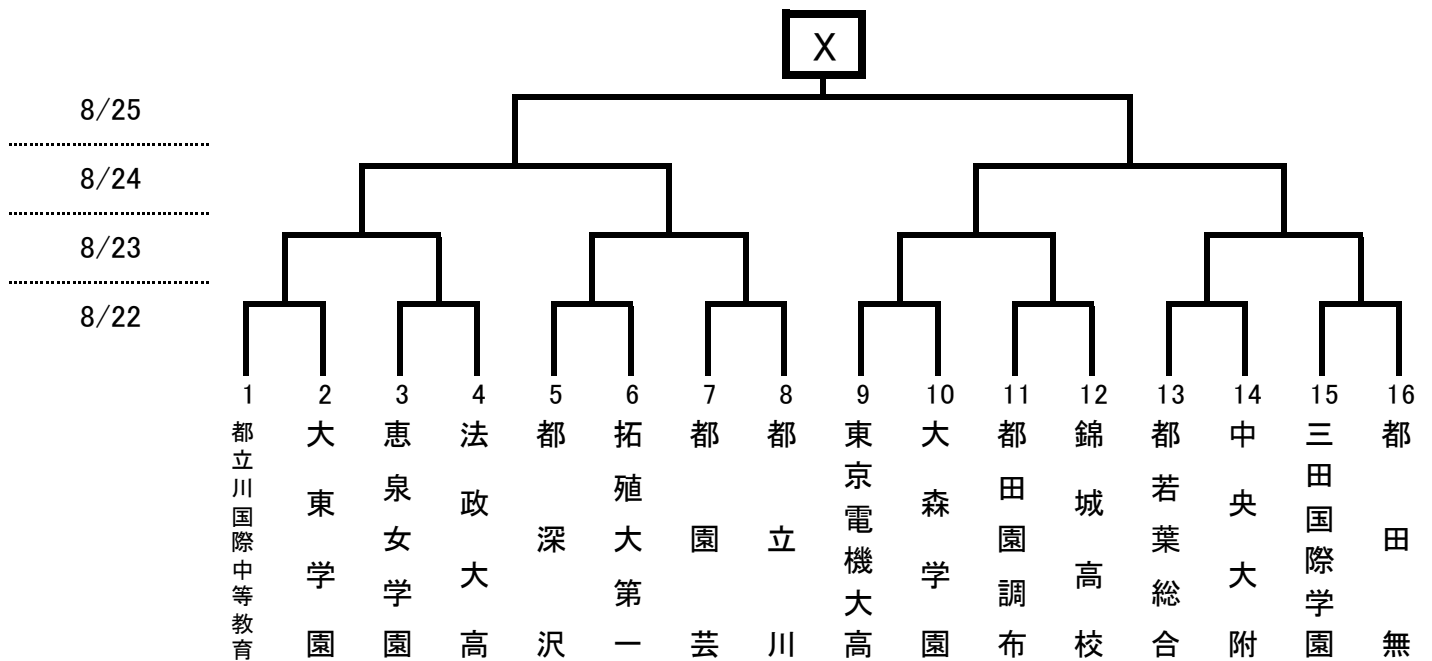 X
8/25
8/24
8/23
8/22
1 2 3 4 5 6 7 8 9 10 11 12 13 14 15 16
都立川国際中等教育
大東学園
恵泉女学園
法政大高
都深沢
拓殖大第一
都園芸
都立川
東京電機大高
大森学園
都田園調布
錦城高校
都若葉総合
中央大附
三田国際学園
都田無